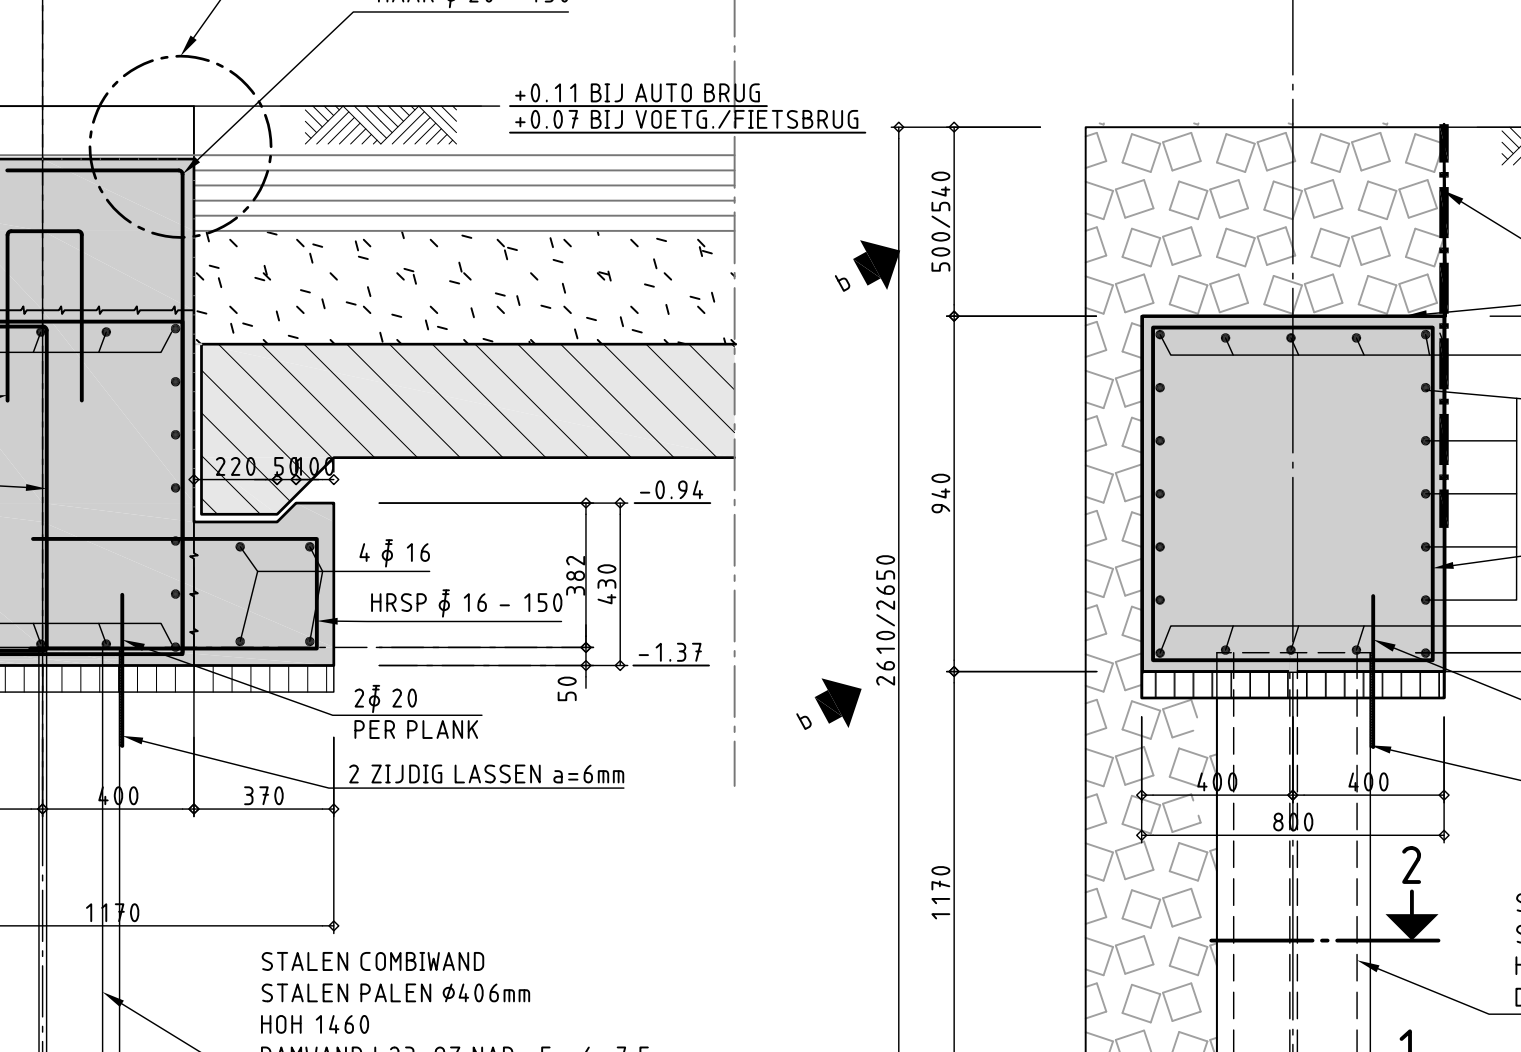 +0.11 BIJ AUTO BRUG
+0.07 BIJ VOETG./FIETSBRUG
500/540
b
220 50 100
-0.94
940
4 ϕ 16
382
430
HRSP ϕ 16 - 150
2610/2650
-1.37
50
2ϕ 20
PER PLANK
b
2 ZIJDIG LASSEN a=6mm
400 370
400 400
800
2
1170
1170
STALEN COMBIWAND
STALEN PALEN Ø406mm
HOH 1460
1